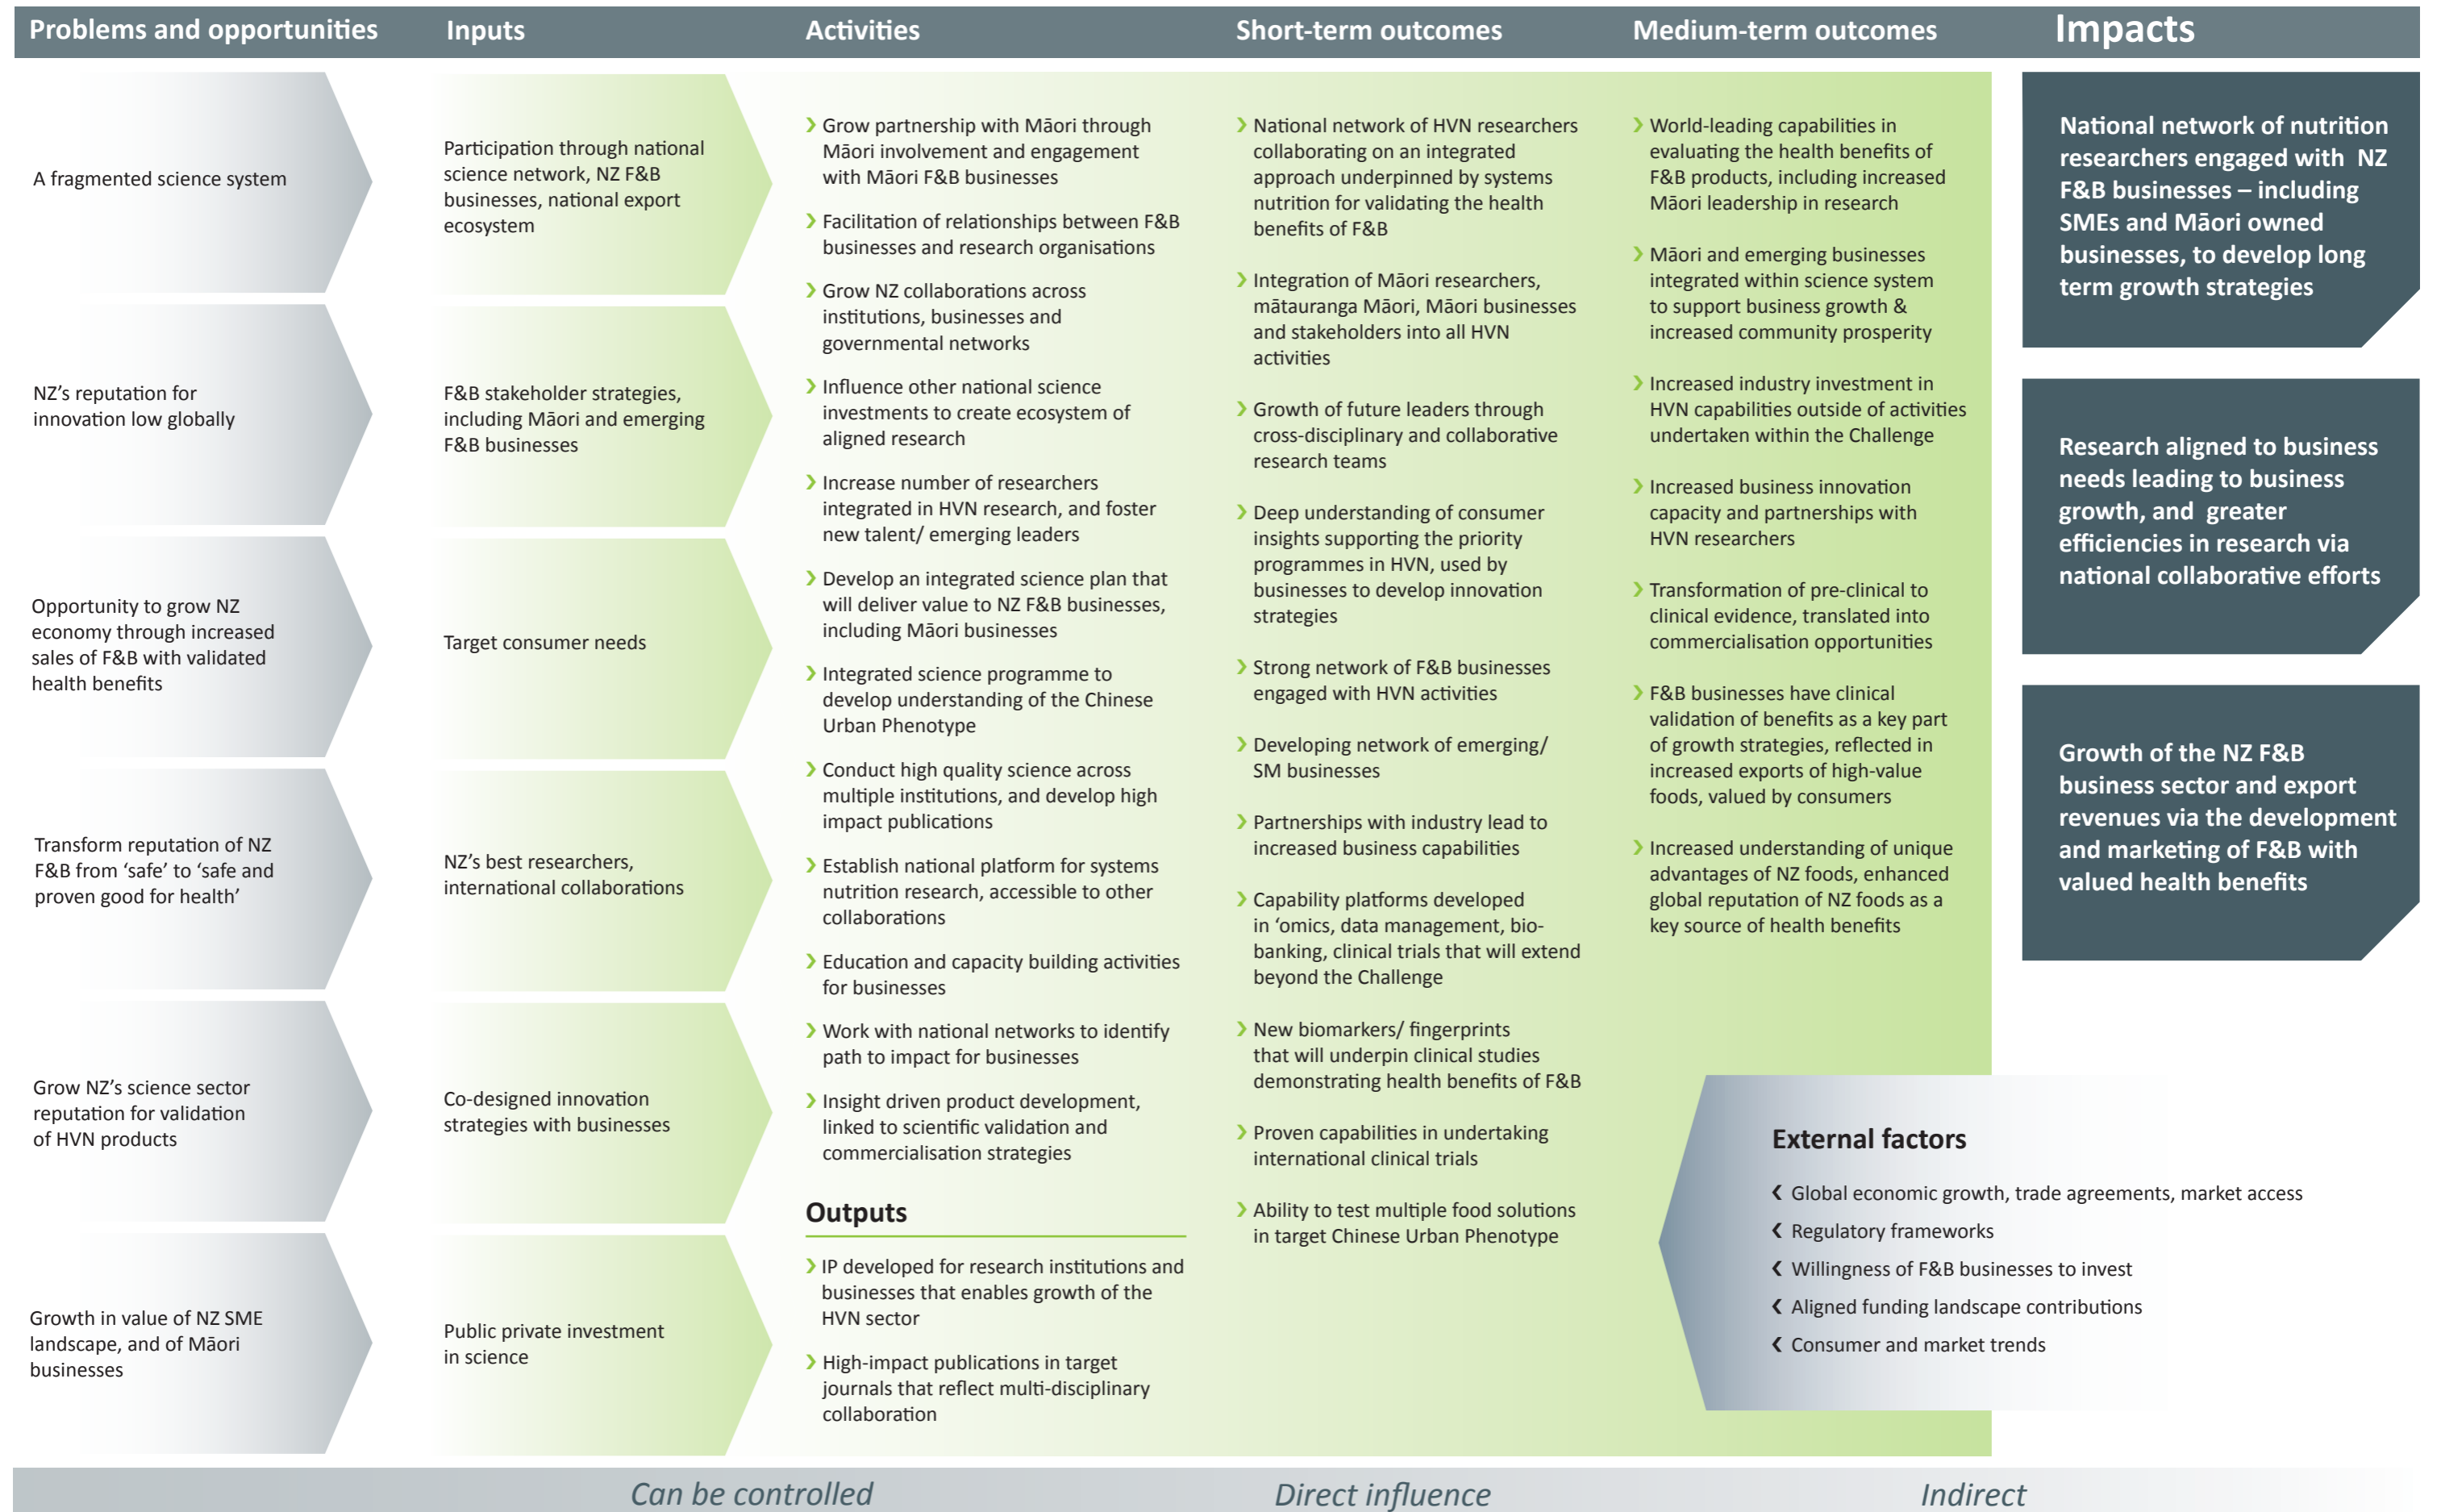 Problems and opportunities
Inputs
Activities
Short-term outcomes
Medium-term outcomes
Impacts
A fragmented science system
NZ's reputation for
innovation low globally
Opportunity to grow NZ
economy through increased
sales of F&B with validated
health benefits
Transform reputation of NZ
F&B from ‘safe’ to ‘safe and
proven good for health’
Grow NZ’s science sector
reputation for validation
of HVN products
Growth in value of NZ SME
landscape, and of Māori
businesses
Participation through national
science network, NZ F&B
businesses, national export
ecosystem
F&B stakeholder strategies,
including Māori and emerging
F&B businesses
Target consumer needs
NZ’s best researchers,
international collaborations
Co-designed innovation
strategies with businesses
Public private investment
in science
› Grow partnership with Māori through
Māori involvement and engagement
with Māori F&B businesses
› Facilitation of relationships between F&B
businesses and research organisations
› Grow NZ collaborations across
institutions, businesses and
governmental networks
› Influence other national science
investments to create ecosystem of
aligned research
› Increase number of researchers
integrated in HVN research, and foster
new talent/ emerging leaders
› Develop an integrated science plan that
will deliver value to NZ F&B businesses,
including Māori businesses
› Integrated science programme to
develop understanding of the Chinese
Urban Phenotype
› Conduct high quality science across
multiple institutions, and develop high
impact publications
› Establish national platform for systems
nutrition research, accessible to other
collaborations
› Education and capacity building activities
for businesses
› Work with national networks to identify
path to impact for businesses
› Insight driven product development,
linked to scientific validation and
commercialisation strategies
Outputs
› IP developed for research institutions and
businesses that enables growth of the
HVN sector
› High-impact publications in target
journals that reflect multi-disciplinary
collaboration
› National network of HVN researchers
collaborating on an integrated
approach underpinned by systems
nutrition for validating the health
benefits of F&B
› Integration of Māori researchers,
mātauranga Māori, Māori businesses
and stakeholders into all HVN
activities
› Growth of future leaders through
cross-disciplinary and collaborative
research teams
› Deep understanding of consumer
insights supporting the priority
programmes in HVN, used by
businesses to develop innovation
strategies
› Strong network of F&B businesses
engaged with HVN activities
› Developing network of emerging/
SM businesses
› Partnerships with industry lead to
increased business capabilities
› Capability platforms developed
in ‘omics, data management, bio-
banking, clinical trials that will extend
beyond the Challenge
› New biomarkers/ fingerprints
that will underpin clinical studies
demonstrating health benefits of F&B
› Proven capabilities in undertaking
international clinical trials
› Ability to test multiple food solutions
in target Chinese Urban Phenotype
› World-leading capabilities in
evaluating the health benefits of
F&B products, including increased
Māori leadership in research
› Māori and emerging businesses
integrated within science system
to support business growth &
increased community prosperity
› Increased industry investment in
HVN capabilities outside of activities
undertaken within the Challenge
› Increased business innovation
capacity and partnerships with
HVN researchers
› Transformation of pre-clinical to
clinical evidence, translated into
commercialisation opportunities
› F&B businesses have clinical
validation of benefits as a key part
of growth strategies, reflected in
increased exports of high-value
foods, valued by consumers
› Increased understanding of unique
advantages of NZ foods, enhanced
global reputation of NZ foods as a
key source of health benefits
National network of nutrition
researchers engaged with NZ
F&B businesses – including
SMEs and Māori owned
businesses, to develop long
term growth strategies
Research aligned to business
needs leading to business
growth, and greater
efficiencies in research via
national collaborative efforts
Growth of the NZ F&B
business sector and export
revenues via the development
and marketing of F&B with
valued health benefits
External factors
‹ Global economic growth, trade agreements, market access
‹ Regulatory frameworks
‹ Willingness of F&B businesses to invest
‹ Aligned funding landscape contributions
‹ Consumer and market trends
Can be controlled
Direct influence
Indirect